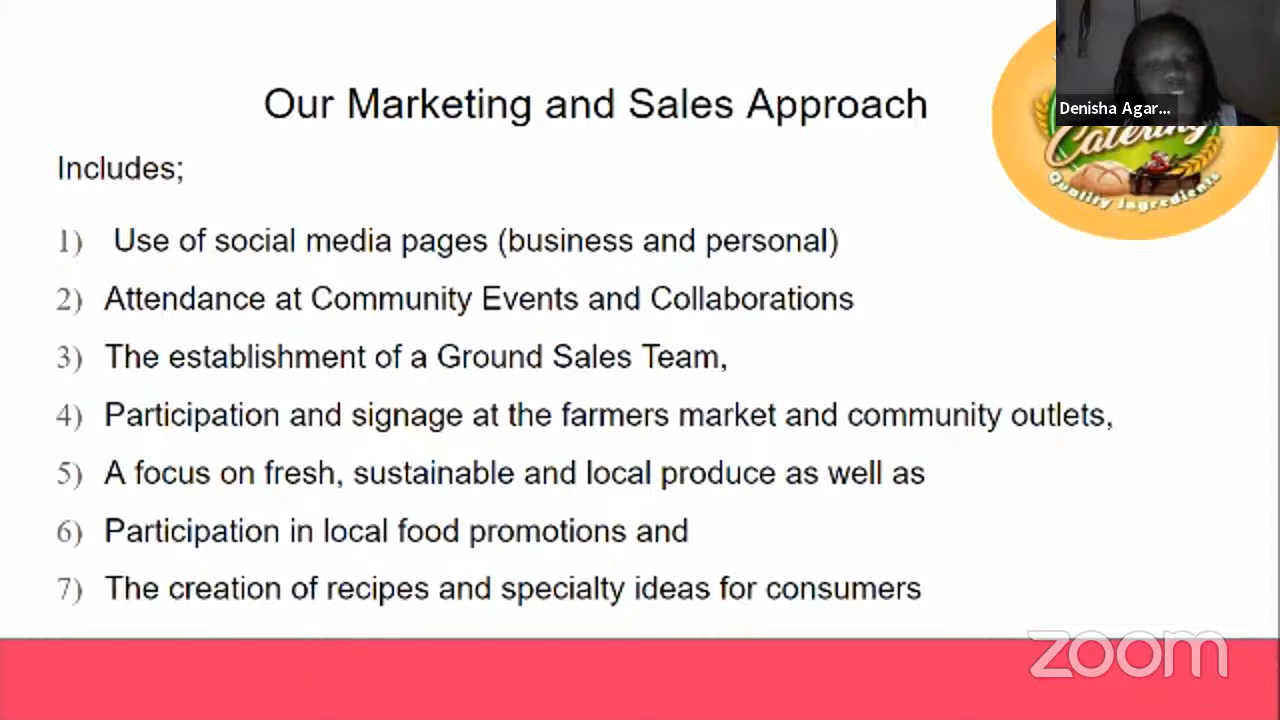 Our Marketing and Sales Approach
Denisha Agar...
Catering
Quality Ingredients
Includes;
1) Use of social media pages (business and personal)
2) Attendance at Community Events and Collaborations
3) The establishment of a Ground Sales Team,
4) Participation and signage at the farmers market and community outlets,
5) A focus on fresh, sustainable and local produce as well as
6) Participation in local food promotions and
7) The creation of recipes and specialty ideas for consumers
zoom